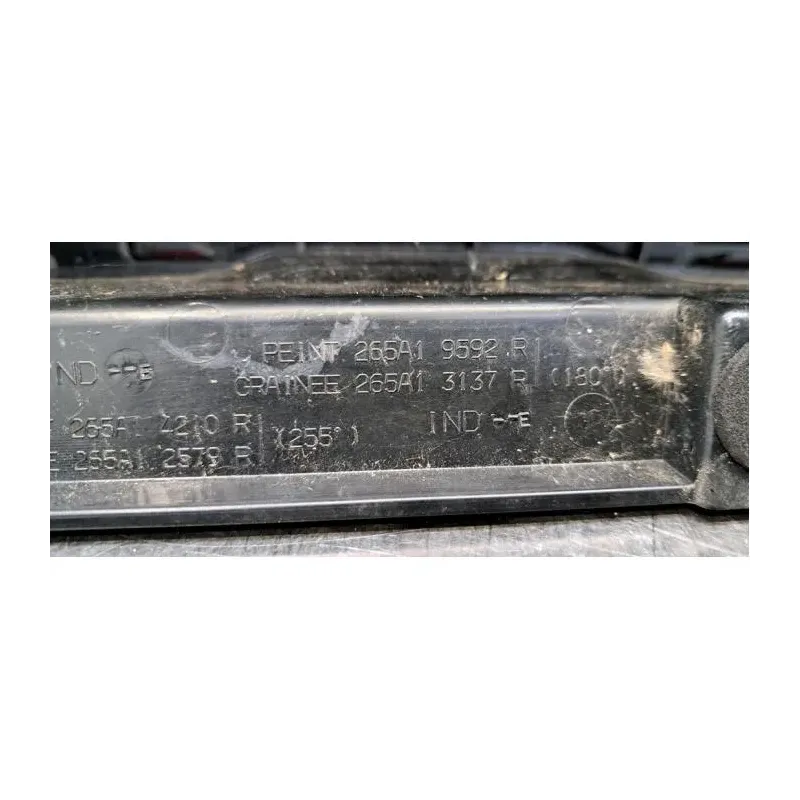 PEINT 265A1 9592 R
GRAINEE 265A1 3137 R (180°)
IND --E
265A1 4210 R
E 265A1 2579 R (255°)
IND --E